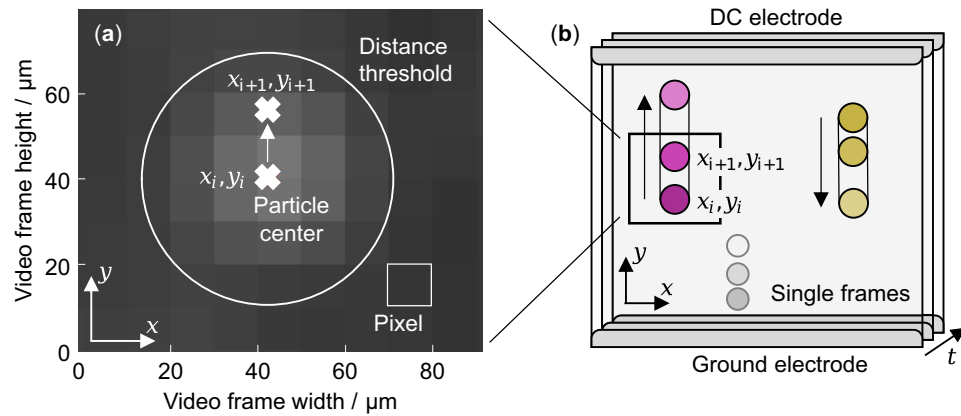 (a)
Distance
threshold
x_{i+1}, y_{i+1}
x_i, y_i
Particle
center
y
x
Pixel
Video frame height / µm
60
40
20
0
0
20
40
60
80
Video frame width / µm
(b)
DC electrode
x_{i+1}, y_{i+1}
x_i, y_i
y
x
Single frames
Ground electrode
t